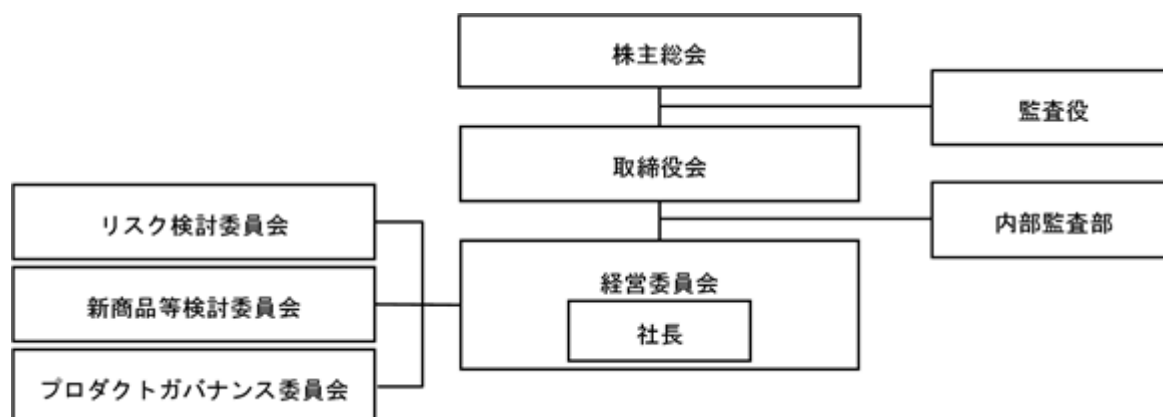 株主総会
監査役
取締役会
リスク検討委員会
内部監査部
経営委員会
新商品等検討委員会
社長
プロダクトガバナンス委員会